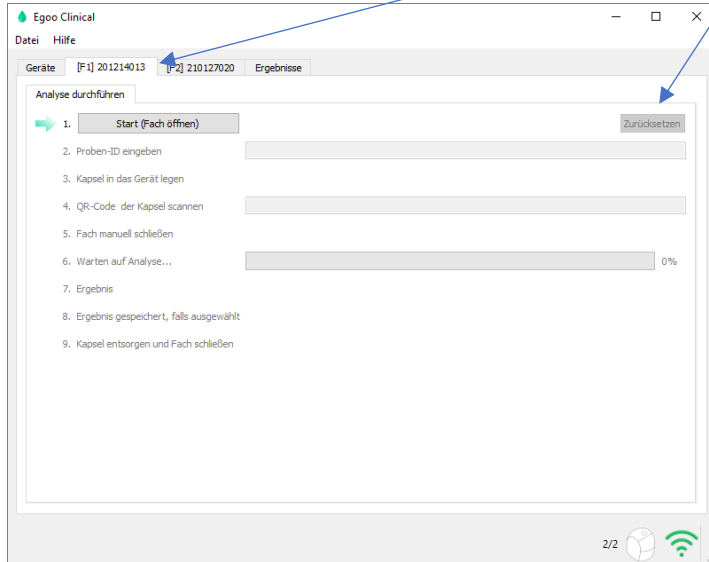 Egoo Clinical
Datei Hilfe
Geräte [F1] 201214013 [F2] 210127020 Ergebnisse
Analyse durchführen
1. Start (Fach öffnen) Zurücksetzen
2. Proben-ID eingeben
3. Kapsel in das Gerät legen
4. QR-Code der Kapsel scannen
5. Fach manuell schließen
6. Warten auf Analyse... 0%
7. Ergebnis
8. Ergebnis gespeichert, falls ausgewählt
9. Kapsel entsorgen und Fach schließen
2/2